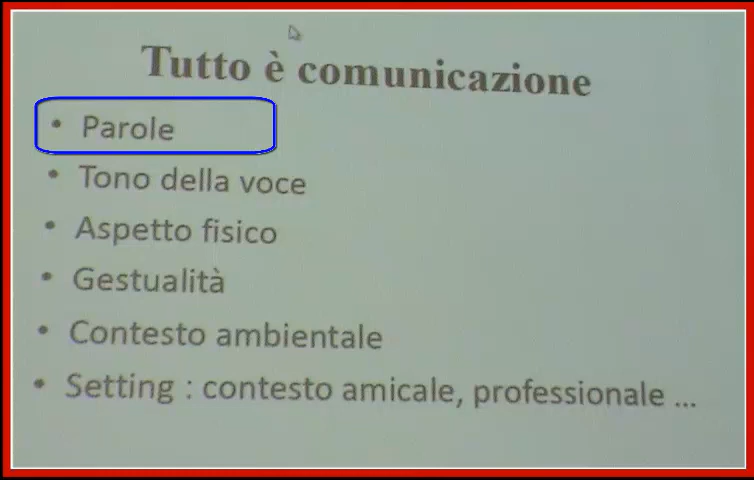 Tutto è comunicazione
• Parole
• Tono della voce
• Aspetto fisico
• Gestualità
• Contesto ambientale
• Setting : contesto amicale, professionale ...